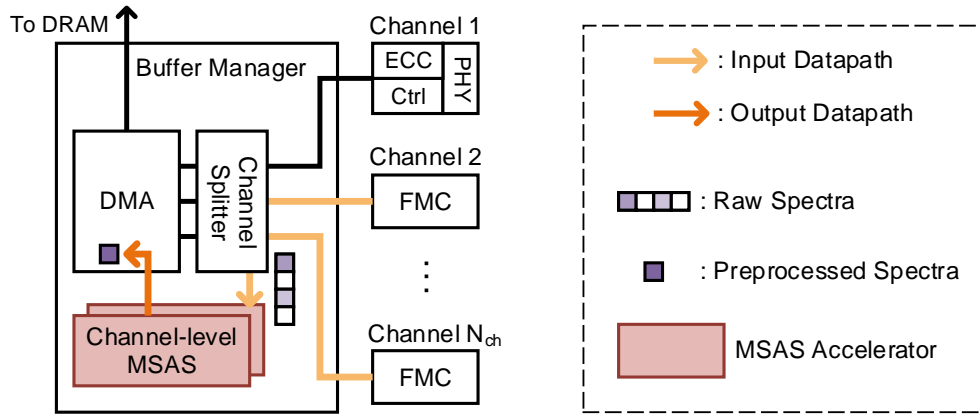 To DRAM
Buffer Manager
DMA
Channel
Splitter
Channel-level
MSAS
Channel 1
ECC
Ctrl
PHY
Channel 2
FMC
...
Channel N_ch
FMC
: Input Datapath
: Output Datapath
: Raw Spectra
: Preprocessed Spectra
MSAS Accelerator